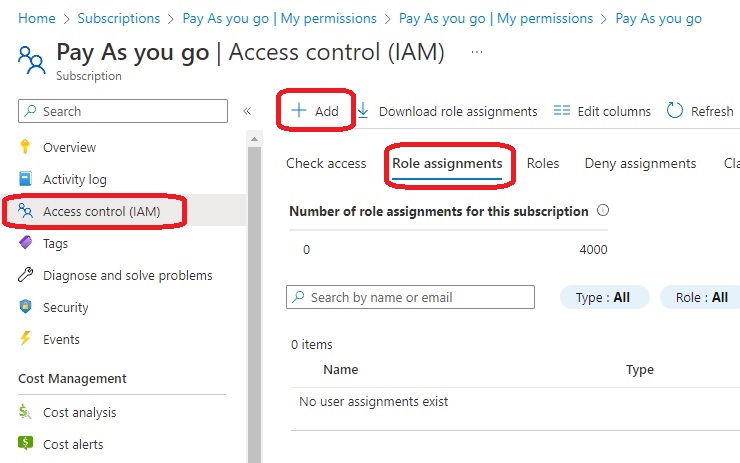 Home > Subscriptions > Pay As you go | My permissions > Pay As you go | My permissions > Pay As you go
Pay As you go | Access control (IAM) ...
Subscription
Search «
+ Add Download role assignments Edit columns Refresh
Overview
Activity log
Access control (IAM)
Tags
Diagnose and solve problems
Security
Events
Cost Management
Cost analysis
Cost alerts
Check access Role assignments Roles Deny assignments Cla
Number of role assignments for this subscription
0 4000
Search by name or email Type : All Role : All
0 items
Name Type
No user assignments exist